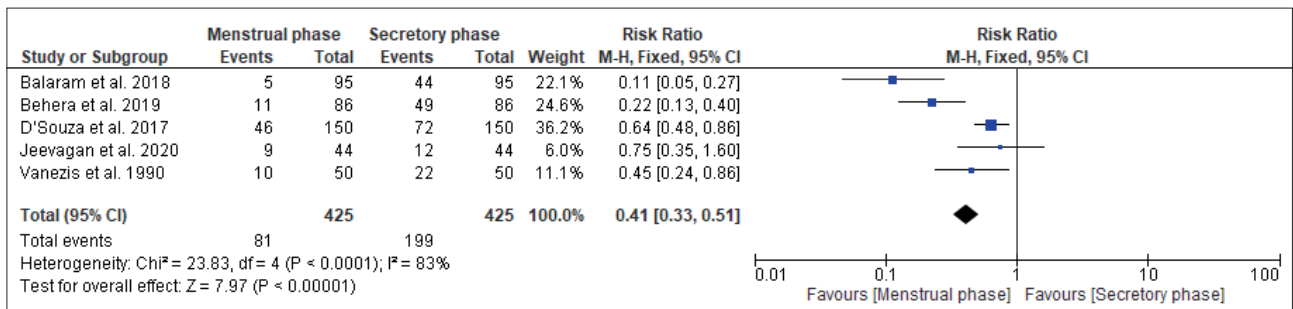 Menstrual phase Secretory phase Risk Ratio Risk Ratio
Study or Subgroup Events Total Events Total Weight M-H, Fixed, 95% CI M-H, Fixed, 95% CI
Balaram et al. 2018 5 95 44 95 22.1% 0.11 [0.05, 0.27]
Behera et al. 2019 11 86 49 86 24.6% 0.22 [0.13, 0.40]
D'Souza et al. 2017 46 150 72 150 36.2% 0.64 [0.48, 0.86]
Jeevagan et al. 2020 9 44 12 44 6.0% 0.75 [0.35, 1.60]
Vanezis et al. 1990 10 50 22 50 11.1% 0.45 [0.24, 0.86]
Total (95% CI) 425 425 100.0% 0.41 [0.33, 0.51]
Total events 81 199
Heterogeneity: Chi² = 23.83, df = 4 (P < 0.0001); I² = 83%
Test for overall effect: Z = 7.97 (P < 0.00001)
0.01 0.1 1 10 100
Favours [Menstrual phase] Favours [Secretory phase]